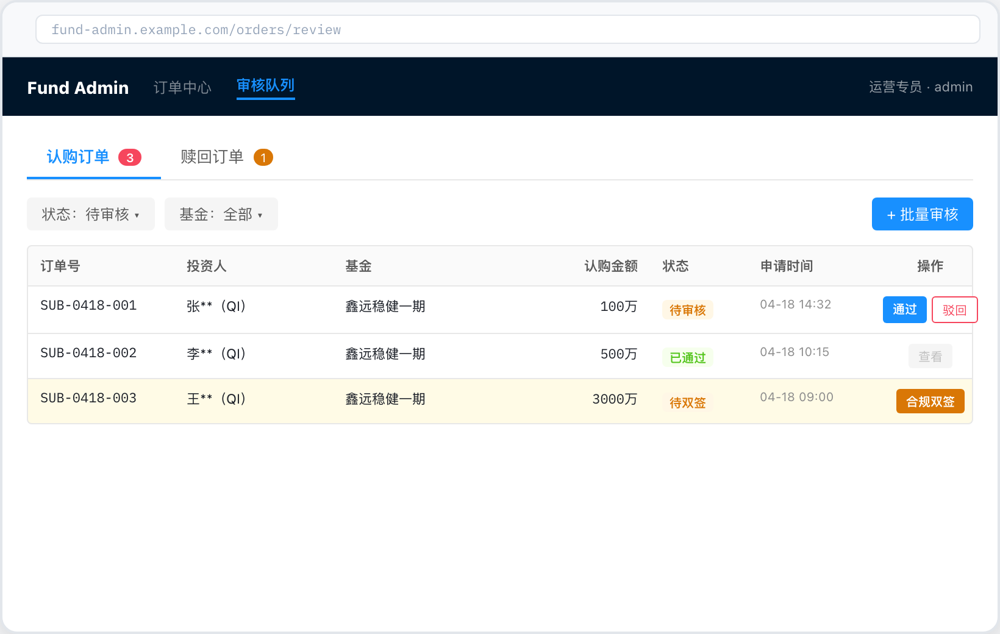 fund-admin.example.com/orders/review
Fund Admin 订单中心 审核队列 运营专员 · admin
认购订单 3 赎回订单 1
状态：待审核 ▾ 基金：全部 ▾ + 批量审核
订单号 投资人 基金 认购金额 状态 申请时间 操作
SUB-0418-001 张**（QI） 鑫远稳健一期 100万 待审核 04-18 14:32 通过 驳回
SUB-0418-002 李**（QI） 鑫远稳健一期 500万 已通过 04-18 10:15 查看
SUB-0418-003 王**（QI） 鑫远稳健一期 3000万 待双签 04-18 09:00 合规双签